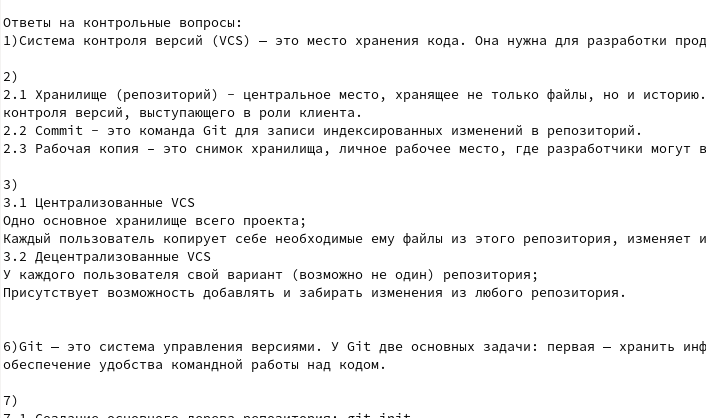 Ответы на контрольные вопросы:
1)Система контроля версий (VCS) — это место хранения кода. Она нужна для разработки прод
2)
2.1 Хранилище (репозиторий) - центральное место, хранящее не только файлы, но и историю.
контроля версий, выступающего в роли клиента.
2.2 Commit - это команда Git для записи индексированных изменений в репозиторий.
2.3 Рабочая копия – это снимок хранилища, личное рабочее место, где разработчики могут в
3)
3.1 Централизованные VCS
Одно основное хранилище всего проекта;
Каждый пользователь копирует себе необходимые ему файлы из этого репозитория, изменяет и
3.2 Децентрализованные VCS
У каждого пользователя свой вариант (возможно не один) репозитория;
Присутствует возможность добавлять и забирать изменения из любого репозитория.
6)Git — это система управления версиями. У Git две основных задачи: первая — хранить инф
обеспечение удобства командной работы над кодом.
7)
7.1 Создание основного дерева репозитория: git init